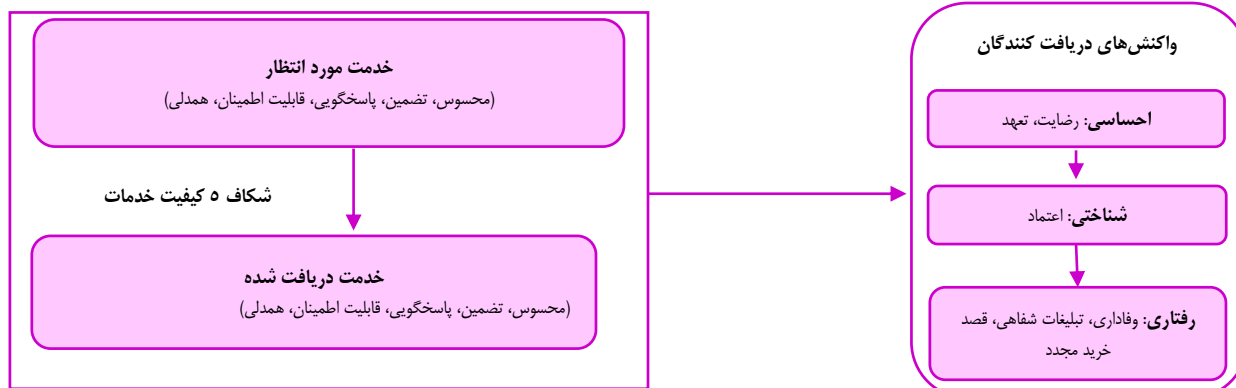 خدمت مورد انتظار
(محسوس، تضمین، پاسخگویی، قابلیت اطمینان، همدلی)
شکاف ۵ کیفیت خدمات
خدمت دریافت شده
(محسوس، تضمین، پاسخگویی، قابلیت اطمینان، همدلی)
واکنش‌های دریافت کنندگان
احساسی: رضایت، تعهد
شناختی: اعتماد
رفتاری: وفاداری، تبلیغات شفاهی، قصد
خرید مجدد